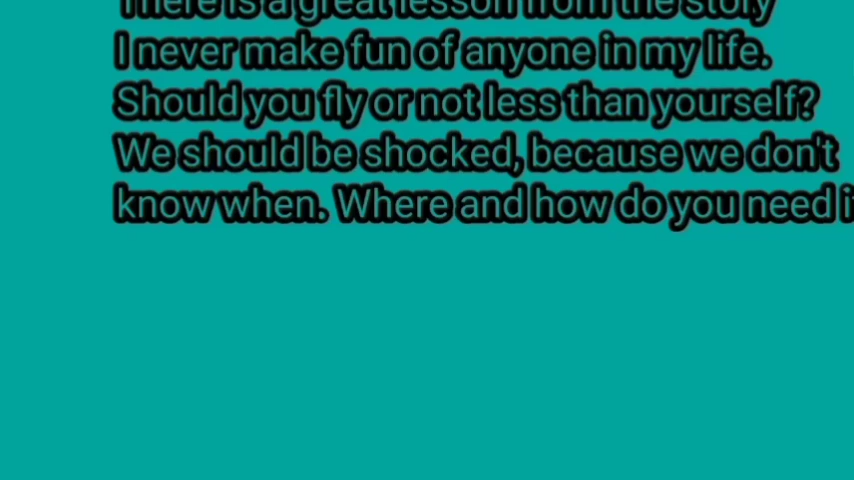 There is a great lesson from the story
I never make fun of anyone in my life.
Should you fly or not less than yourself?
We should be shocked, because we don't
know when. Where and how do you need